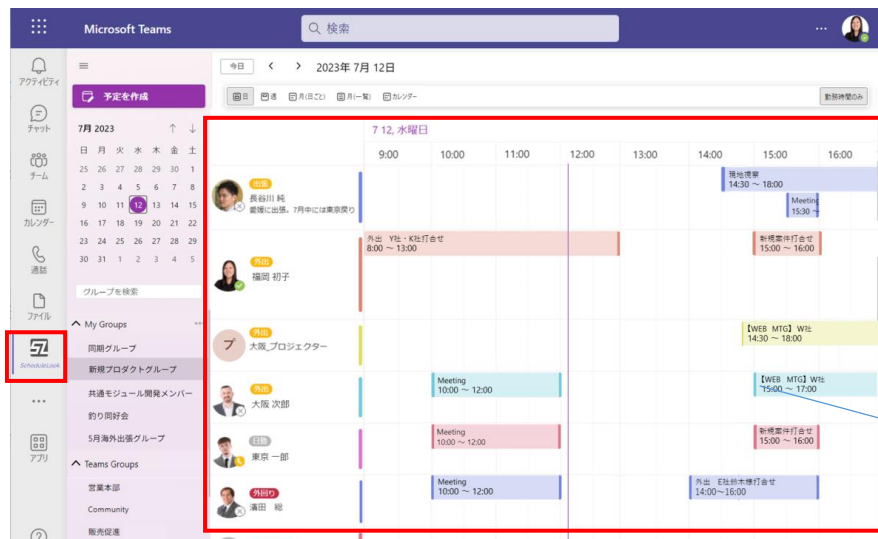 Microsoft Teams
検索
アクティビティ
チャット
チーム
カレンダー
通話
ファイル
ScheduleLook
アプリ
予定を作成
7月 2023
日 月 火 水 木 金 土
25 26 27 28 29 30 1
2 3 4 5 6 7 8
9 10 11 12 13 14 15
16 17 18 19 20 21 22
23 24 25 26 27 28 29
30 31 1 2 3 4 5
グループを検索
My Groups
同期グループ
新規プロダクトグループ
共通モジュール開発メンバー
釣り同好会
5月海外出張グループ
Teams Groups
営業本部
Community
販売促進
今日 2023年 7月 12日
日 週 月(日ごと) 月(一覧) カレンダー 勤務時間のみ
7 12, 水曜日
9:00 10:00 11:00 12:00 13:00 14:00 15:00 16:00
出張
長谷川 純
愛媛に出張。7月中には東京戻り
現地視察
14:30 ~ 18:00
Meeting
15:30 ~
外出
福岡 初子
外出 Y社・K社打合せ
8:00 ~ 13:00
新規案件打合せ
15:00 ~ 16:00
プ
外出
大阪_プロジェクター
【WEB MTG】W社
14:30 ~ 18:00
外出
大阪 次郎
Meeting
10:00 ~ 12:00
【WEB MTG】W社
15:00 ~ 17:00
日勤
東京 一郎
Meeting
10:00 ~ 12:00
新規案件打合せ
15:00 ~ 16:00
外回り
濱田 総
Meeting
10:00 ~ 12:00
外出 E社鈴木様打合せ
14:00~16:00